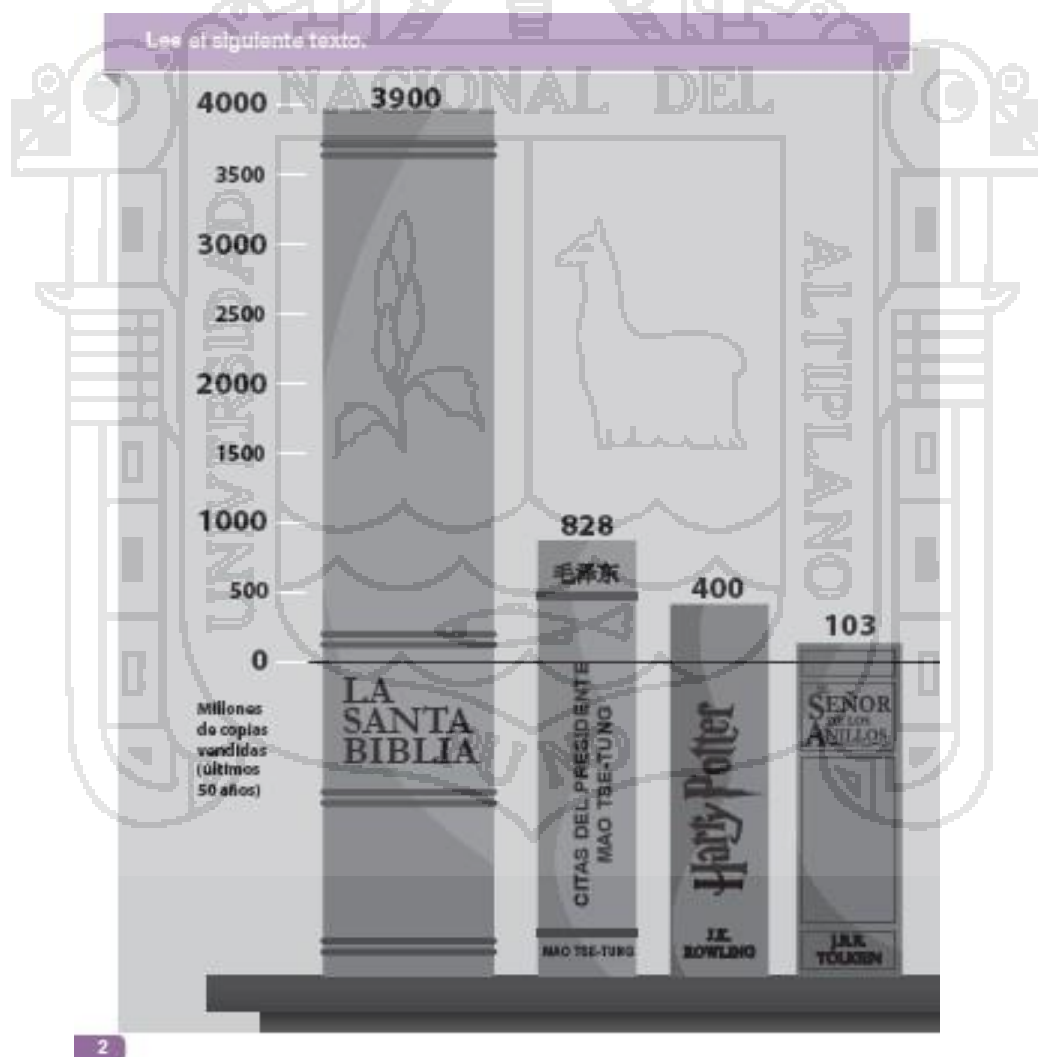 Lee el siguiente texto.
UNIVERSIDAD
NACIONAL DEL
ALTIPLANO
4000
3500
3000
2500
2000
1500
1000
500
0
3900
828
400
103
Millones
de copias
vendidas
(últimos
50 años)
LA
SANTA
BIBLIA
毛泽东
CITAS DEL PRESIDENTE
MAO TSE-TUNG
MAO TSE-TUNG
Harry Potter
J.K.
ROWLING
EL
SEÑOR
DE LOS
ANILLOS
J.R.R.
TOLKIEN
2